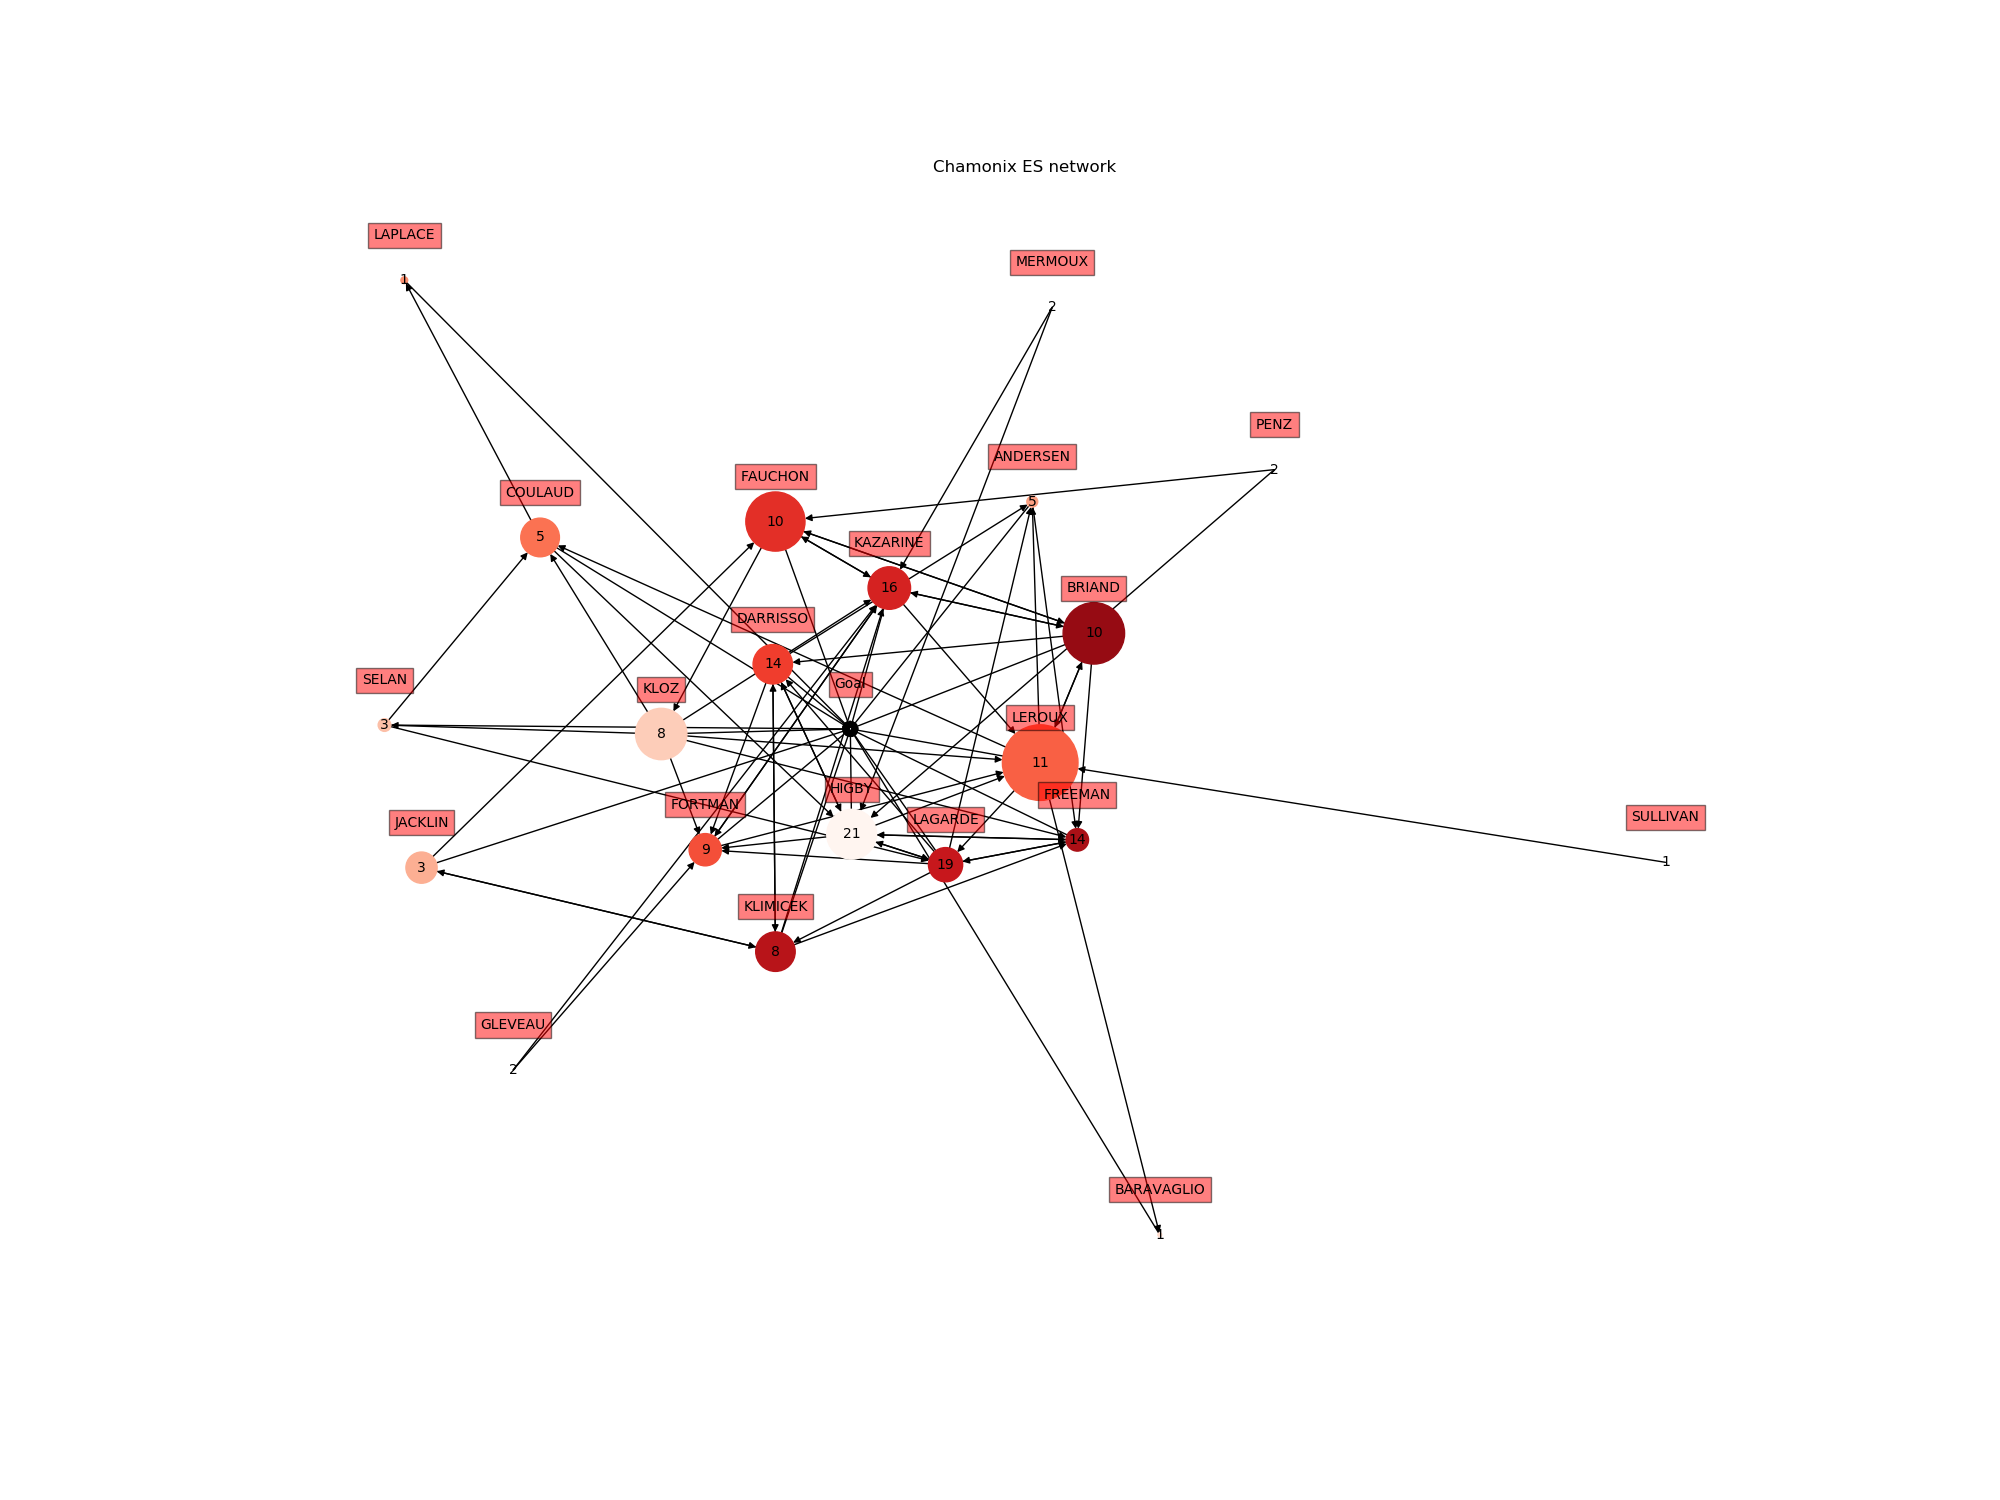 Chamonix ES network
LAPLACE
1
MERMOUX
2
PENZ
2
ANDERSEN
5
FAUCHON
10
COULAUD
5
KAZARINE
16
BRIAND
10
DARRISSO
14
SELAN
3
KLOZ
8
Goal
LEROUX
11
HIGBY
21
FREEMAN
14
FORTMAN
9
LAGARDE
19
JACKLIN
3
SULLIVAN
1
KLIMICEK
8
GLEVEAU
2
BARAVAGLIO
1